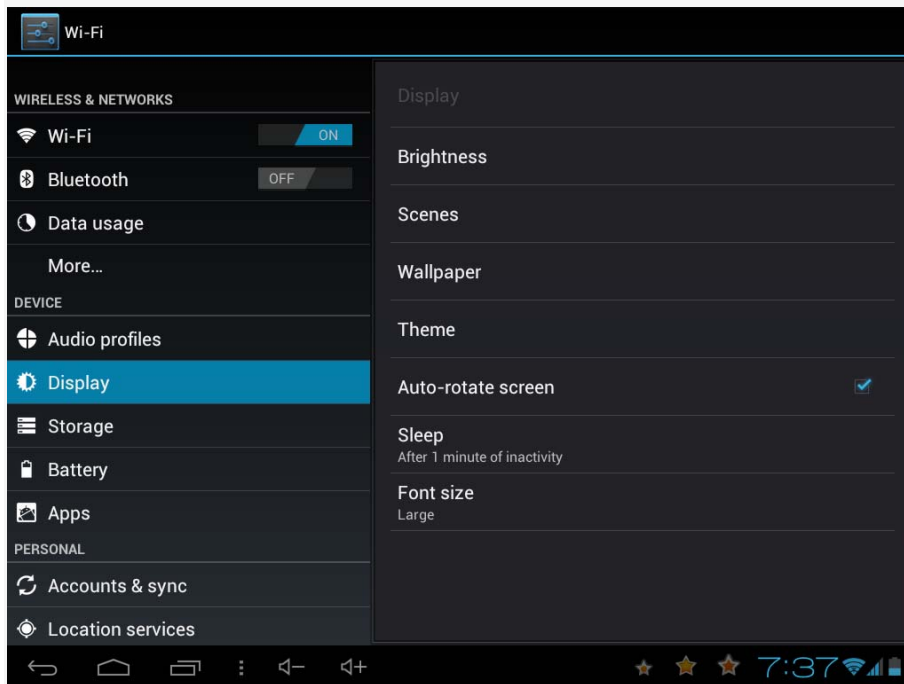 Wi-Fi
WIRELESS & NETWORKS
Wi-Fi ON
Bluetooth OFF
Data usage
More...
DEVICE
Audio profiles
Display
Storage
Battery
Apps
PERSONAL
Accounts & sync
Location services
Display
Brightness
Scenes
Wallpaper
Theme
Auto-rotate screen
Sleep
After 1 minute of inactivity
Font size
Large
7:37